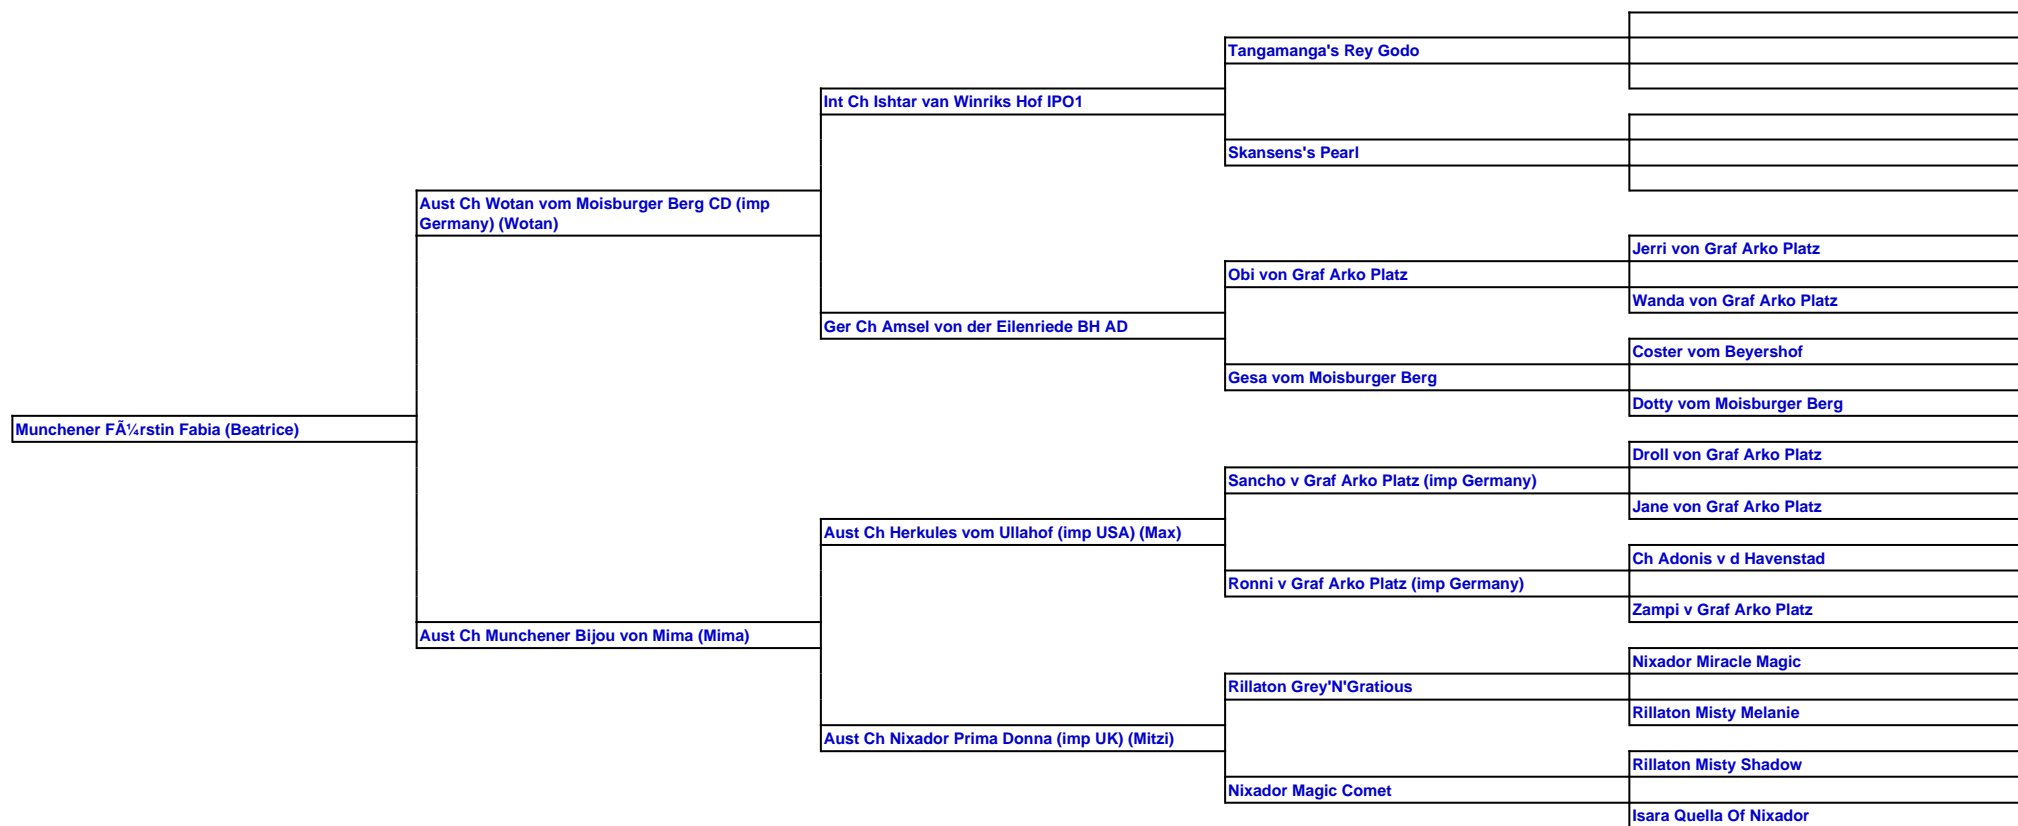 Tangamanga's Rey Godo
Int Ch Ishtar van Winriks Hof IPO1
Skansens's Pearl
Aust Ch Wotan vom Moisburger Berg CD (imp
Germany) (Wotan)
Jerri von Graf Arko Platz
Obi von Graf Arko Platz
Wanda von Graf Arko Platz
Ger Ch Amsel von der Eilenriede BH AD
Coster vom Beyershof
Gesa vom Moisburger Berg
Dotty vom Moisburger Berg
Munchener FÃ¼rstin Fabia (Beatrice)
Droll von Graf Arko Platz
Sancho v Graf Arko Platz (imp Germany)
Jane von Graf Arko Platz
Aust Ch Herkules vom Ullahof (imp USA) (Max)
Ch Adonis v d Havenstad
Ronni v Graf Arko Platz (imp Germany)
Zampi v Graf Arko Platz
Aust Ch Munchener Bijou von Mima (Mima)
Nixador Miracle Magic
Rillaton Grey'N'Gratious
Rillaton Misty Melanie
Aust Ch Nixador Prima Donna (imp UK) (Mitzi)
Rillaton Misty Shadow
Nixador Magic Comet
Isara Quella Of Nixador